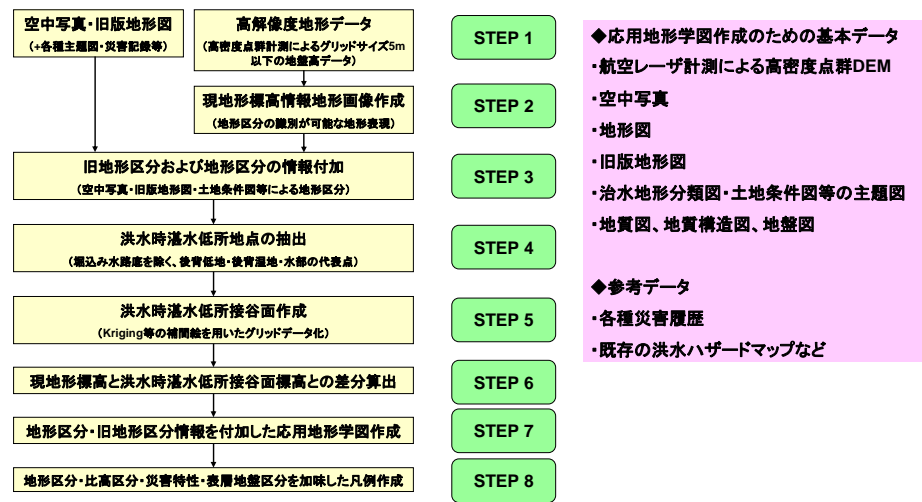 空中写真・旧版地形図
(+各種主題図・災害記録等)
高解像度地形データ
(高密度点群計測によるグリッドサイズ5m
以下の地盤高データ)
STEP 1
現地形標高情報地形画像作成
(地形区分の識別が可能な地形表現)
STEP 2
旧地形区分および地形区分の情報付加
(空中写真・旧版地形図・土地条件図等による地形区分)
STEP 3
洪水時湛水低所地点の抽出
(堀込み水路底を除く、後背低地・後背湿地・水部の代表点)
STEP 4
洪水時湛水低所接谷面作成
(Kriging等の補間絵を用いたグリッドデータ化)
STEP 5
現地形標高と洪水時湛水低所接谷面標高との差分算出
STEP 6
地形区分・旧地形区分情報を付加した応用地形学図作成
STEP 7
地形区分・比高区分・災害特性・表層地盤区分を加味した凡例作成
STEP 8
◆応用地形学図作成のための基本データ
・航空レーザ計測による高密度点群DEM
・空中写真
・地形図
・旧版地形図
・治水地形分類図・土地条件図等の主題図
・地質図、地質構造図、地盤図
◆参考データ
・各種災害履歴
・既存の洪水ハザードマップなど